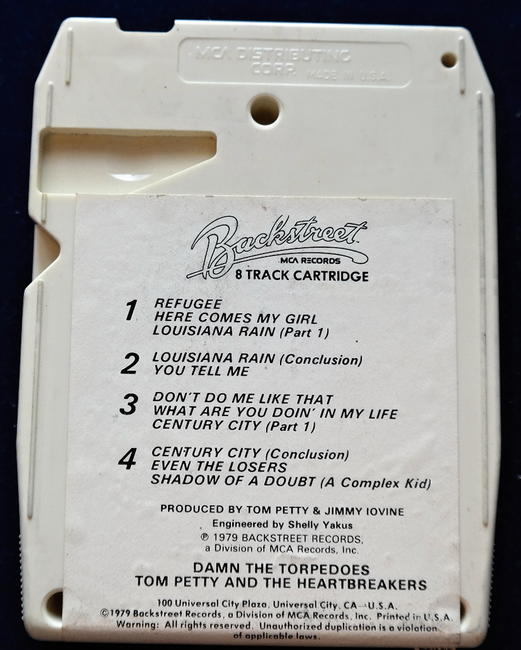 MCA DISTRIBUTING
CORP. MADE IN U.S.A.
Backstreet
MCA RECORDS
8 TRACK CARTRIDGE
1 REFUGEE
HERE COMES MY GIRL
LOUISIANA RAIN (Part 1)
2 LOUISIANA RAIN (Conclusion)
YOU TELL ME
3 DON'T DO ME LIKE THAT
WHAT ARE YOU DOIN' IN MY LIFE
CENTURY CITY (Part 1)
4 CENTURY CITY (Conclusion)
EVEN THE LOSERS
SHADOW OF A DOUBT (A Complex Kid)
PRODUCED BY TOM PETTY & JIMMY IOVINE
Engineered by Shelly Yakus
℗ 1979 BACKSTREET RECORDS,
a Division of MCA Records, Inc.
DAMN THE TORPEDOES
TOM PETTY AND THE HEARTBREAKERS
100 Universal City Plaza, Universal City, CA–U.S.A.
©1979 Backstreet Records, a Division of MCA Records, Inc. Printed in U.S.A.
Warning: All rights reserved. Unauthorized duplication is a violation
of applicable laws.